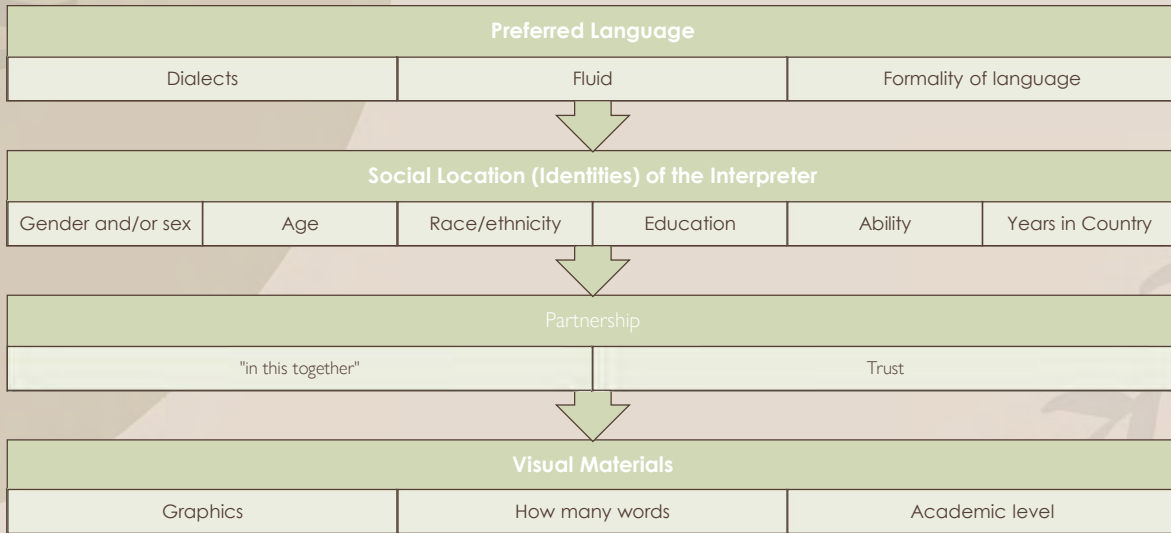 Preferred Language
Dialects
Fluid
Formality of language
Social Location (Identities) of the Interpreter
Gender and/or sex
Age
Race/ethnicity
Education
Ability
Years in Country
Partnership
"in this together"
Trust
Visual Materials
Graphics
How many words
Academic level